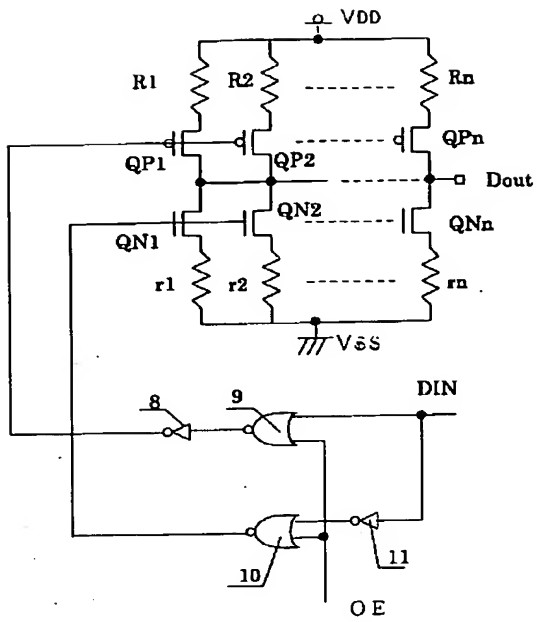 VDD
R1 R2 Rn
QP1 QP2 QPn
Dout
QN1 QN2 QNn
r1 r2 rn
VSS
DIN
8 9
10 11
OE